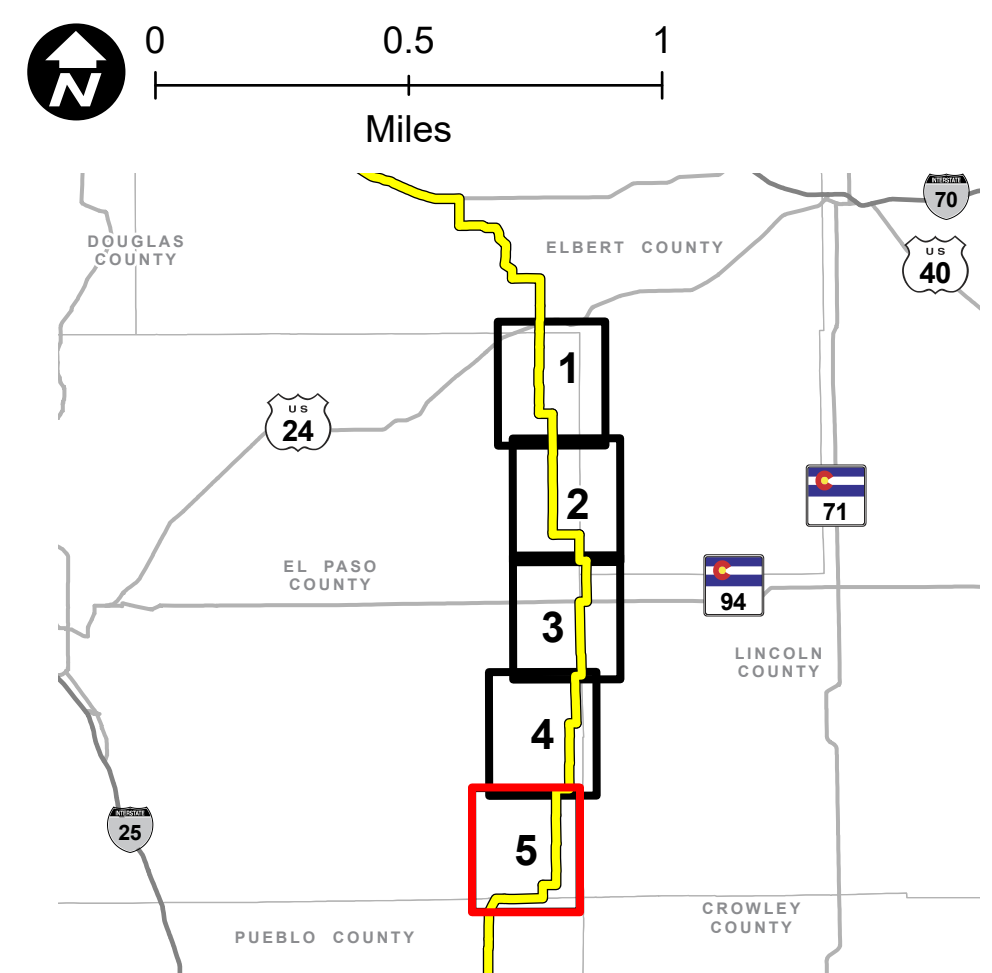 N
0 0.5 1
Miles
INTERSTATE
70
DOUGLAS
COUNTY
ELBERT COUNTY
US
40
1
US
24
2
71
EL PASO
COUNTY
94
3
LINCOLN
COUNTY
4
INTERSTATE
25
5
CROWLEY
COUNTY
PUEBLO COUNTY